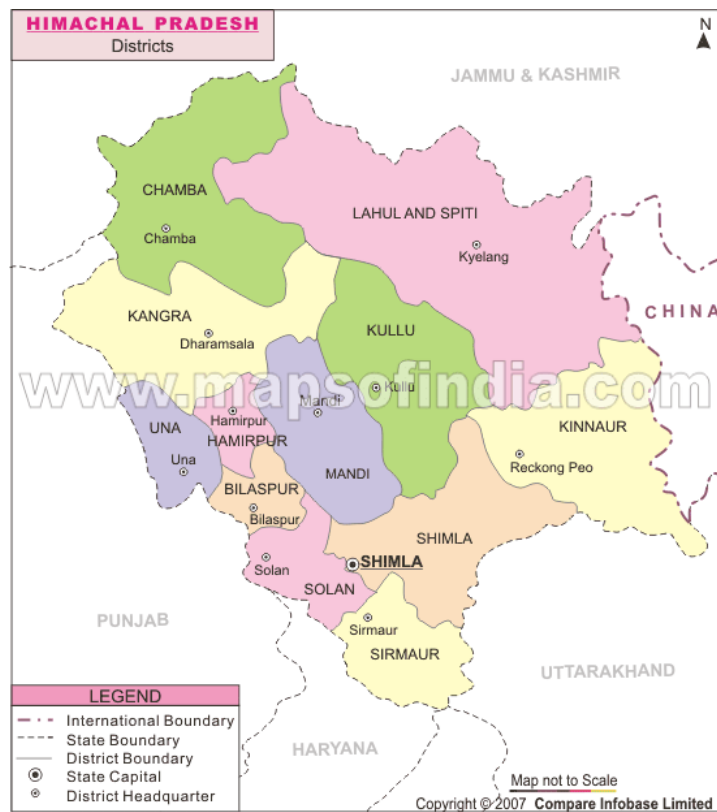 HIMACHAL PRADESH
Districts
N
JAMMU & KASHMIR
CHAMBA
Chamba
LAHUL AND SPITI
Kyelang
CHINA
KANGRA
Dharamsala
KULLU
Kullu
www.mapsofindia.com
Mandi
MANDI
UNA
Una
Hamirpur
HAMIRPUR
KINNAUR
Reckong Peo
BILASPUR
Bilaspur
SHIMLA
SHIMLA
Solan
SOLAN
Sirmaur
SIRMAUR
PUNJAB
UTTARAKHAND
HARYANA
LEGEND
International Boundary
State Boundary
District Boundary
State Capital
District Headquarter
Map not to Scale
Copyright © 2007 Compare Infobase Limited